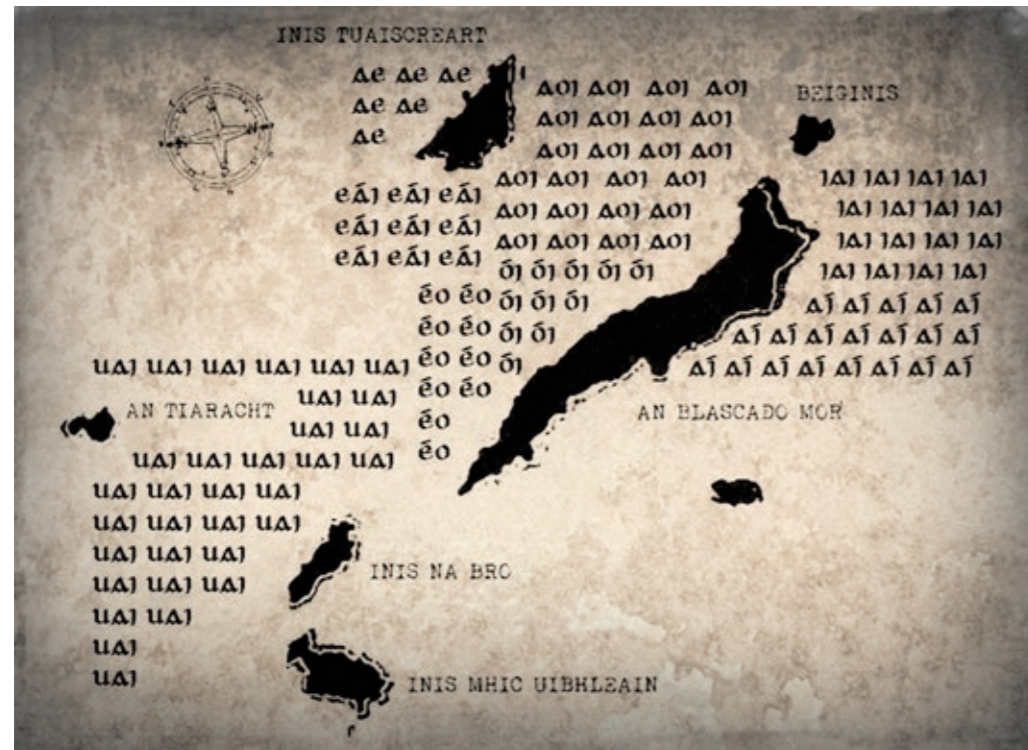 INIS TUAISCREART
ae ae ae
aoi aoi aoi aoi
BEIGINIS
ae ae
aoi aoi aoi aoi
ae
aoi aoi aoi aoi
aoi aoi aoi aoi
iai iai iai iai
eái eái eái
aoi aoi aoi aoi
iai iai iai iai
eái eái eái
aoi aoi aoi aoi
iai iai iai iai
eái eái eái
ói ói ói ói ói
iai iai iai iai
éo éo
ói ói ói
aí aí aí aí aí
éo éo
ói ói
aí aí aí aí aí aí
uai uai uai uai uai uai
éo éo
ói
aí aí aí aí aí aí aí
uai uai
éo éo
AN TIARACHT
AN BLASCADO MOR
uai uai
éo
uai uai uai uai uai
éo
uai uai uai uai
uai uai uai uai
uai uai uai
INIS NA BRO
uai uai uai
uai uai
uai
uai
INIS MHIC UIBHLEAIN